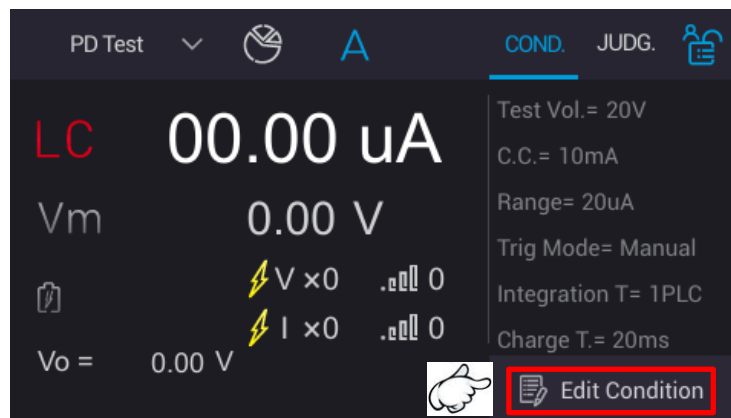 PD Test A COND. JUDG.
LC 00.00 uA
Vm 0.00 V
V ×0 0
I ×0 0
Vo = 0.00 V
Test Vol.= 20V
C.C.= 10mA
Range= 20uA
Trig Mode= Manual
Integration T= 1PLC
Charge T.= 20ms
Edit Condition